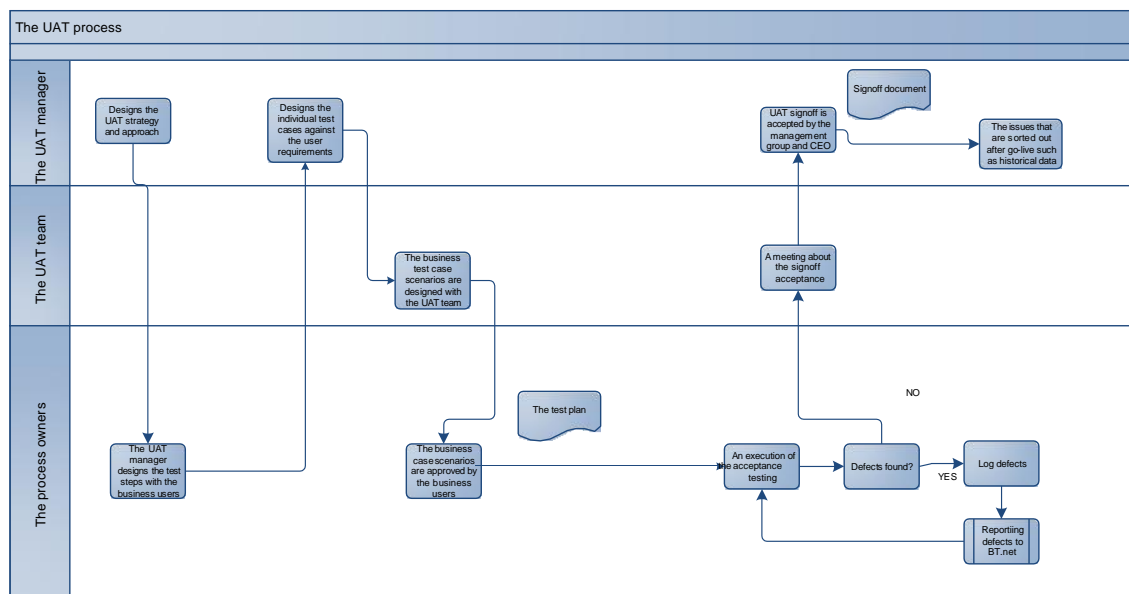 The UAT process
The UAT manager
Designs the
UAT strategy
and approach
Designs the
individual test
cases against
the user
requirements
UAT signoff is
accepted by the
management
group and CEO
Signoff document
The issues that
are sorted out
after go-live such
as historical data
The UAT team
The business
test case
scenarios are
designed with
the UAT team
A meeting about
the signoff
acceptance
The process owners
The UAT
manager
designs the test
steps with the
business users
The business
case scenarios
are approved by
the business
users
The test plan
An execution of
the acceptance
testing
Defects found?
NO
YES
Log defects
Reportiing
defects to
BT.net